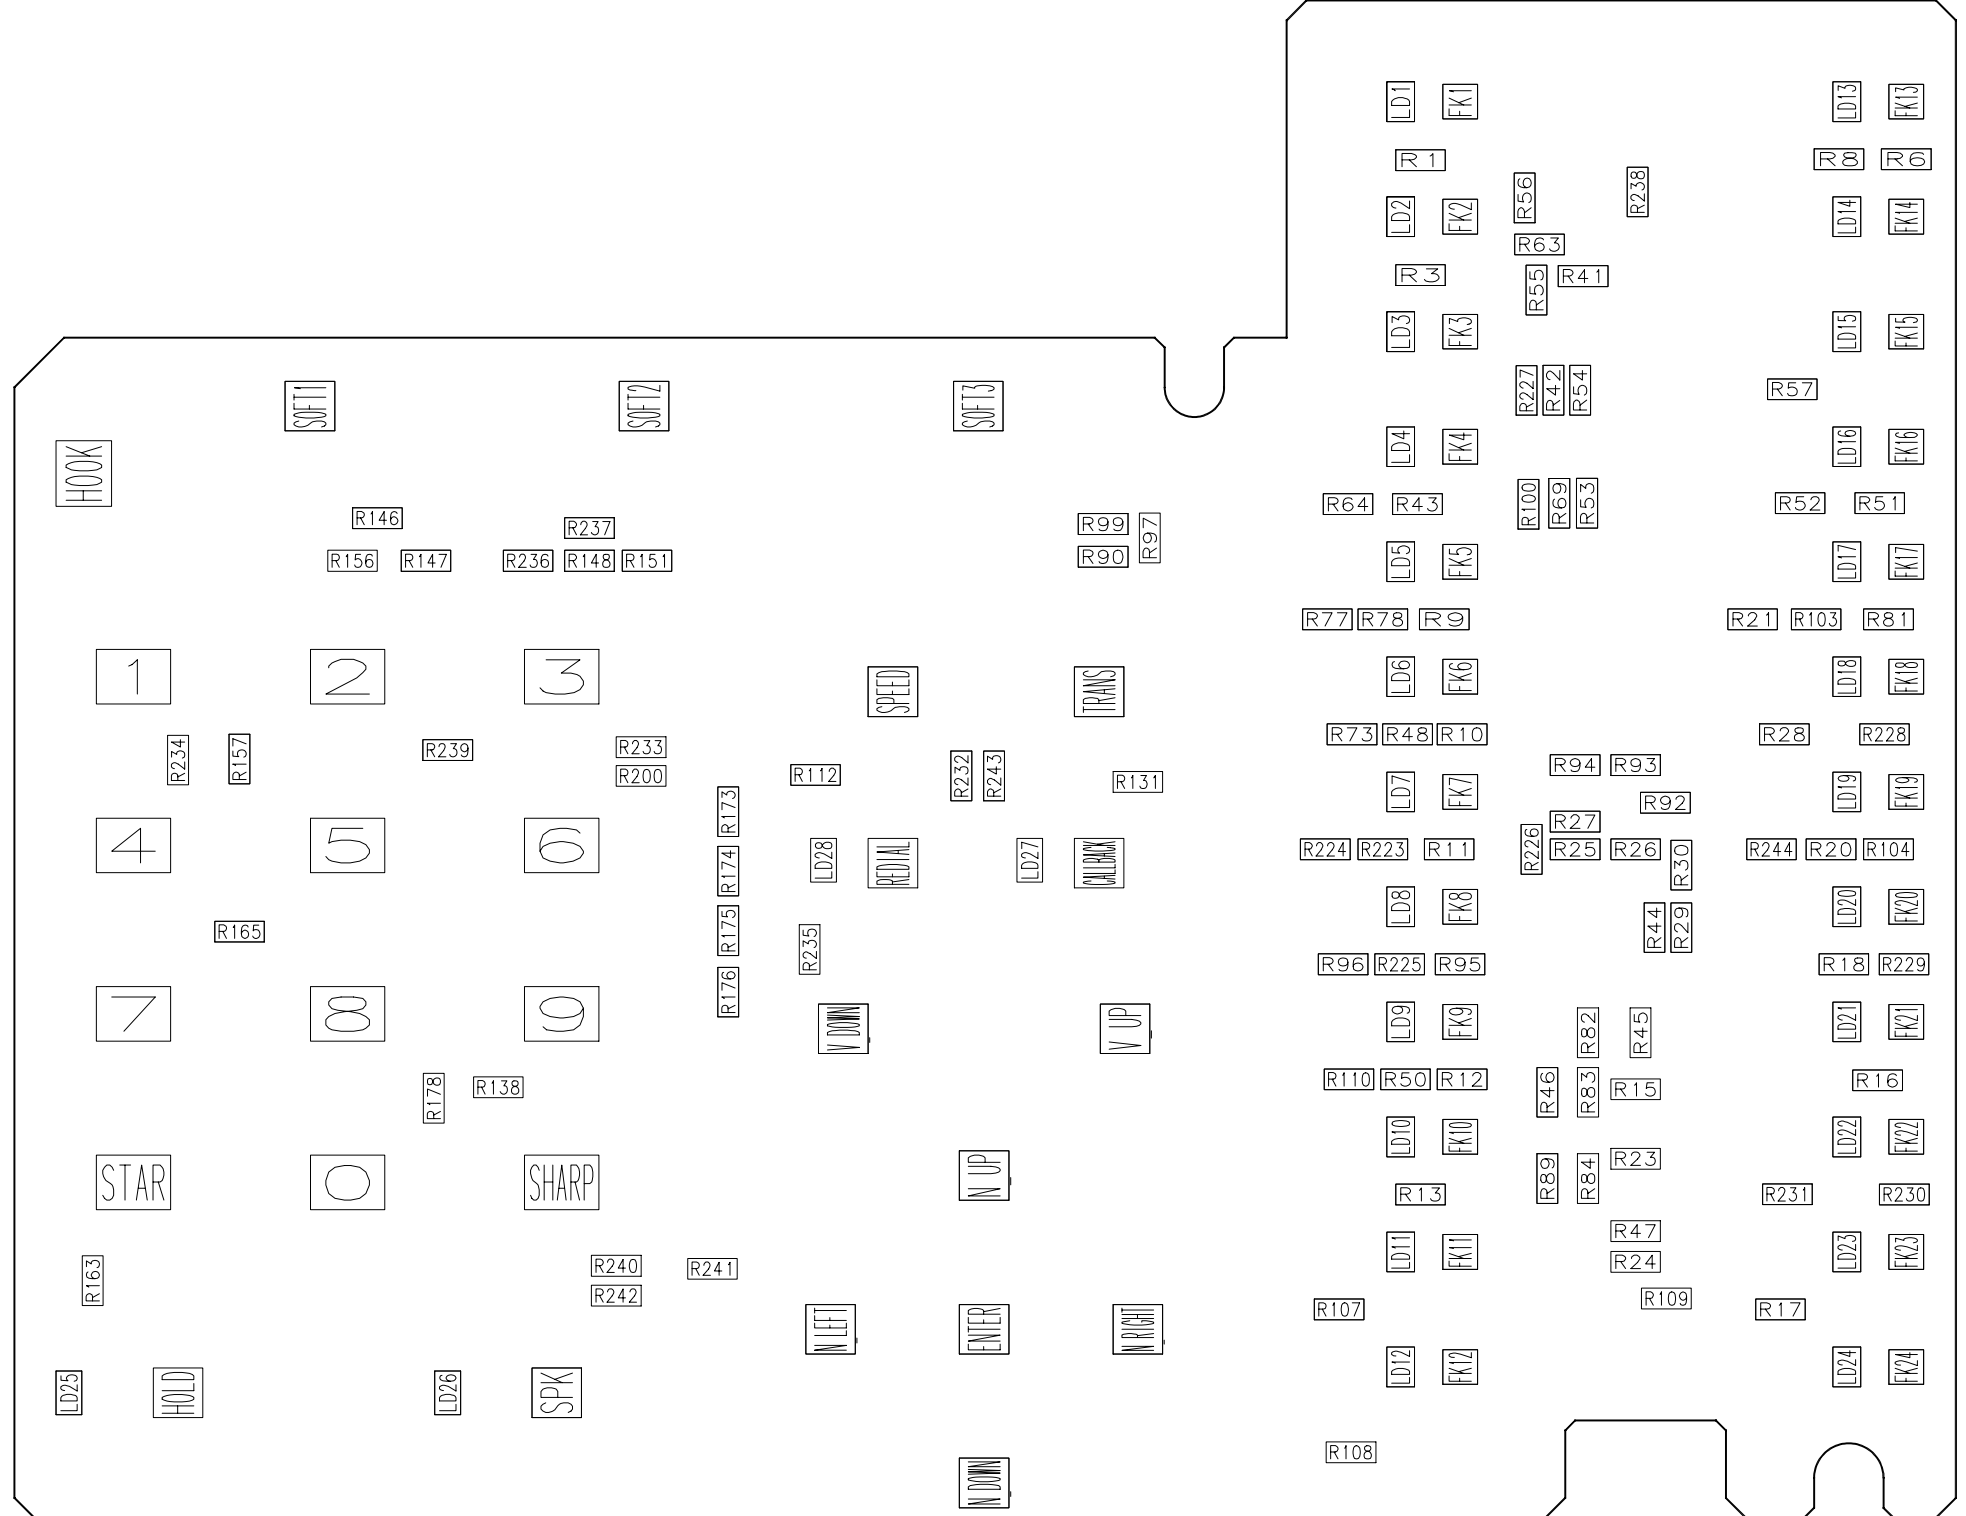 LD1 FK1 LD13 FK13
R1 R8 R6
R56 R238
LD2 FK2 LD14 FK14
R63
R3 R55 R41
LD3 FK3 LD15 FK15
R227 R42 R54 R57
SOFT1 SOFT2 SOFT3
LD4 FK4 LD16 FK16
HOOK
R64 R43 R100 R69 R53 R52 R51
R146 R237 R99 R97
R156 R147 R236 R148 R151 R90
LD5 FK5 LD17 FK17
R77 R78 R9 R21 R103 R81
1 2 3
SPEED TRANS
LD6 FK6 LD18 FK18
R73 R48 R10 R28 R228
R234 R157 R239 R233
R200 R112 R232 R243 R131
R94 R93
LD7 FK7 LD19 FK19
R173 R92
R27
4 5 6
R224 R223 R11 R226 R25 R26 R30 R244 R20 R104
R174 LD28 REDIAL LD27 CALLBACK
LD8 FK8 LD20 FK20
R165 R175 R44 R29
R235
R96 R225 R95 R18 R229
R176
7 8 9
V DOWN V UP
LD9 FK9 R82 R45 LD21 FK21
R110 R50 R12 R16
R178 R138 R46 R83 R15
LD10 FK10 LD22 FK22
R23
STAR 0 SHARP
N UP
R13 R89 R84 R231 R230
R47
LD11 FK11 LD23 FK23
R163 R240 R241 R24
R242 R109
R107 R17
N LEFT ENTER N RIGHT
LD12 FK12 LD24 FK24
LD25 HOLD LD26 SPK
R108
N DOWN